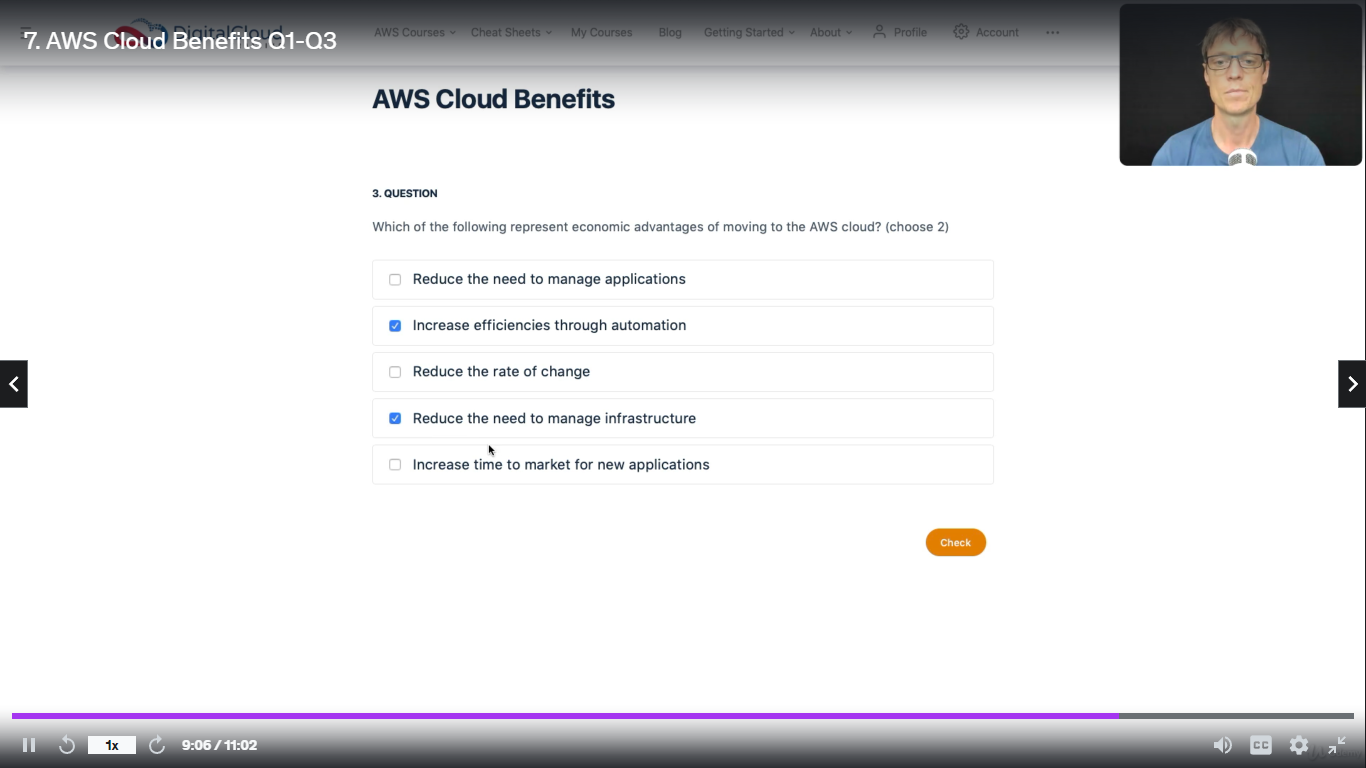 7. AWS Cloud Benefits Q1-Q3
DigitalCloud
AWS Courses Cheat Sheets My Courses Blog Getting Started About Profile Account
AWS Cloud Benefits
3. QUESTION
Which of the following represent economic advantages of moving to the AWS cloud? (choose 2)
Reduce the need to manage applications
Increase efficiencies through automation
Reduce the rate of change
Reduce the need to manage infrastructure
Increase time to market for new applications
Check
1x 9:06 / 11:02 CC